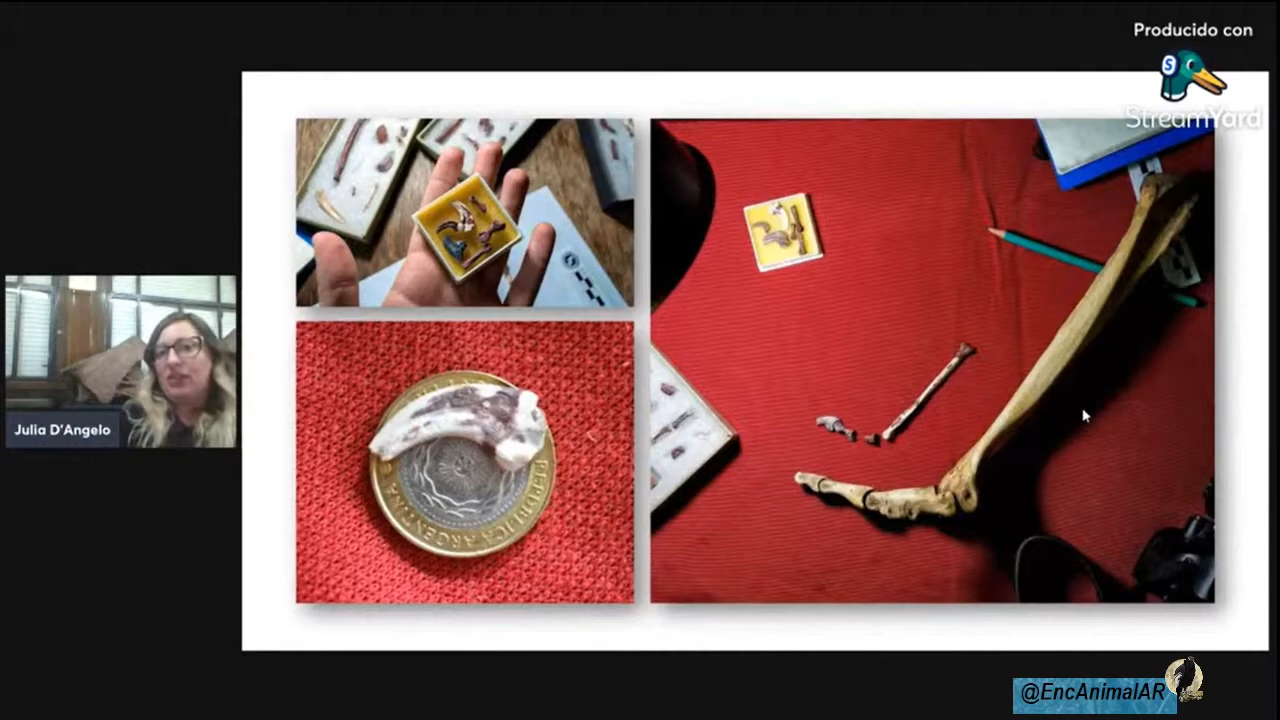 Producido con
StreamYard
Julia D'Angelo
REPUBLICA ARGENTINA
@EncAnimalAR